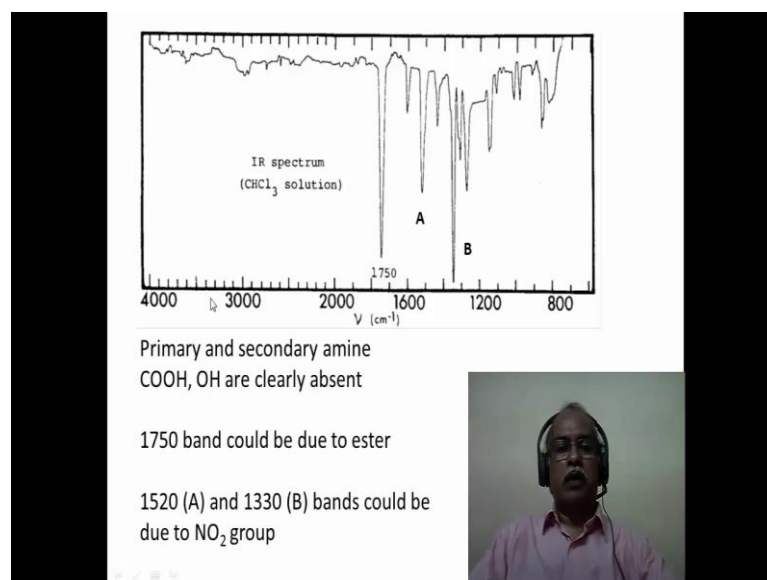 IR spectrum
(CHCl₃ solution)
A
B
1750
4000 3000 2000 1600 1200 800
ν (cm⁻¹)
Primary and secondary amine
COOH, OH are clearly absent
1750 band could be due to ester
1520 (A) and 1330 (B) bands could be
due to NO₂ group